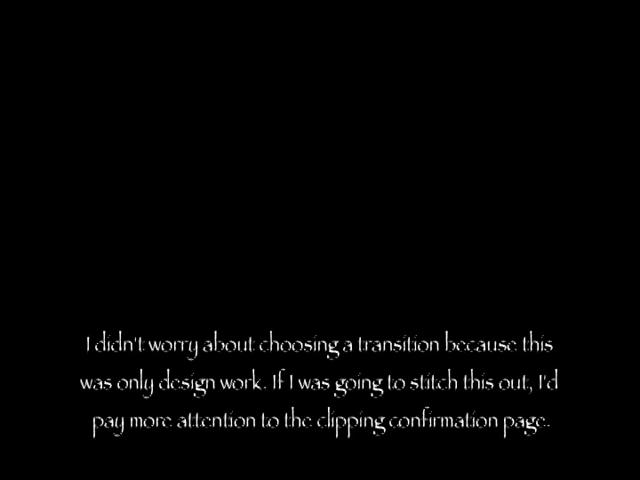 I didn't worry about choosing a transition because this
was only design work. If I was going to stitch this out, I'd
pay more attention to the clipping confirmation page.